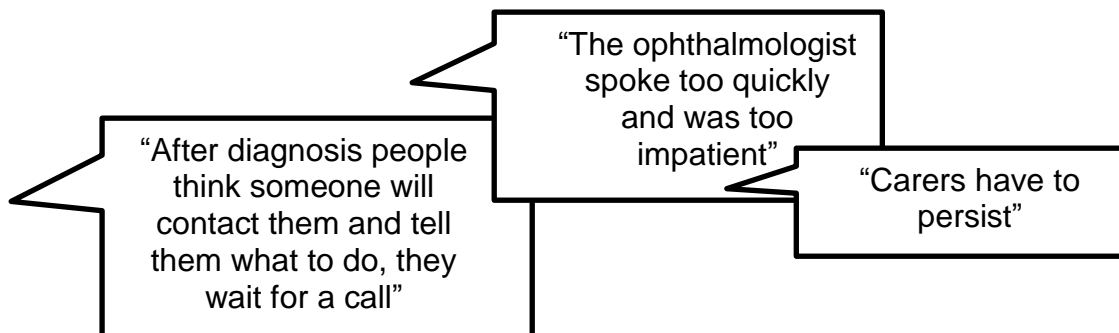 “The ophthalmologist
spoke too quickly
and was too
impatient”
“After diagnosis people
think someone will
contact them and tell
them what to do, they
wait for a call”
“Carers have to
persist”